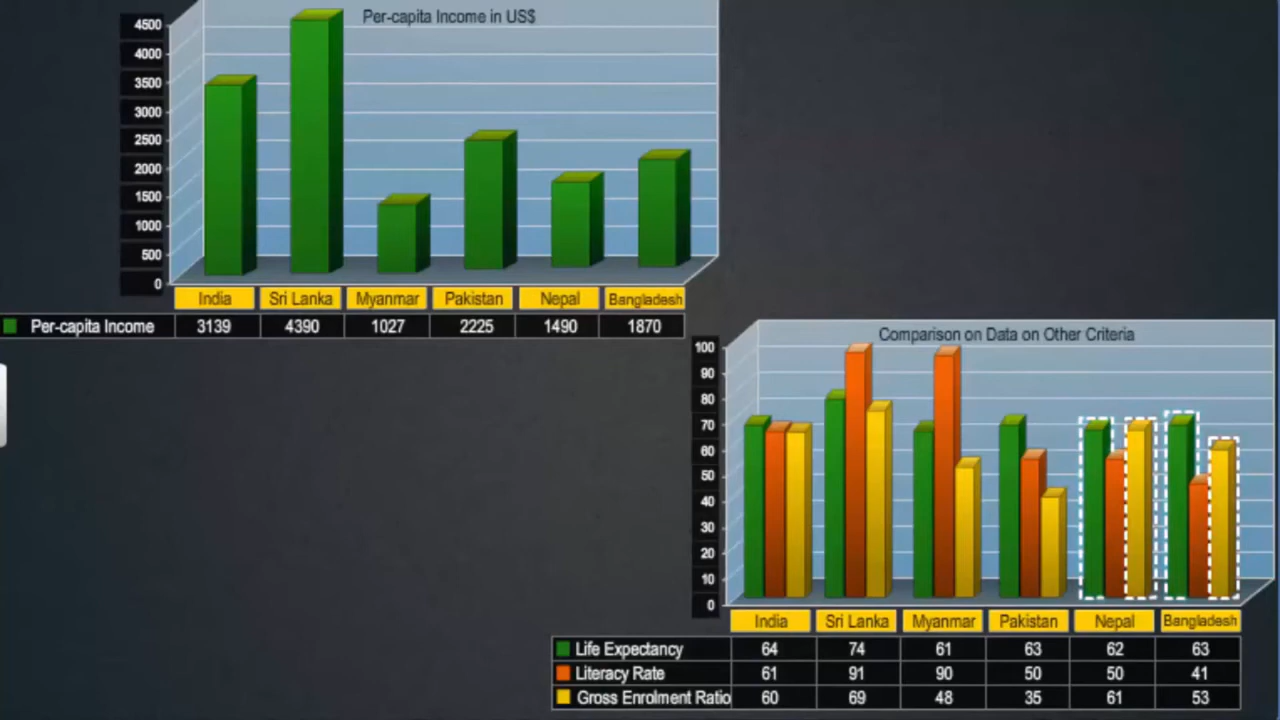 Per-capita Income in US$
4500
4000
3500
3000
2500
2000
1500
1000
500
0
India Sri Lanka Myanmar Pakistan Nepal Bangladesh
Per-capita Income 3139 4390 1027 2225 1490 1870
Comparison on Data on Other Criteria
100
90
80
70
60
50
40
30
20
10
0
India Sri Lanka Myanmar Pakistan Nepal Bangladesh
Life Expectancy 64 74 61 63 62 63
Literacy Rate 61 91 90 50 50 41
Gross Enrolment Ratio 60 69 48 35 61 53